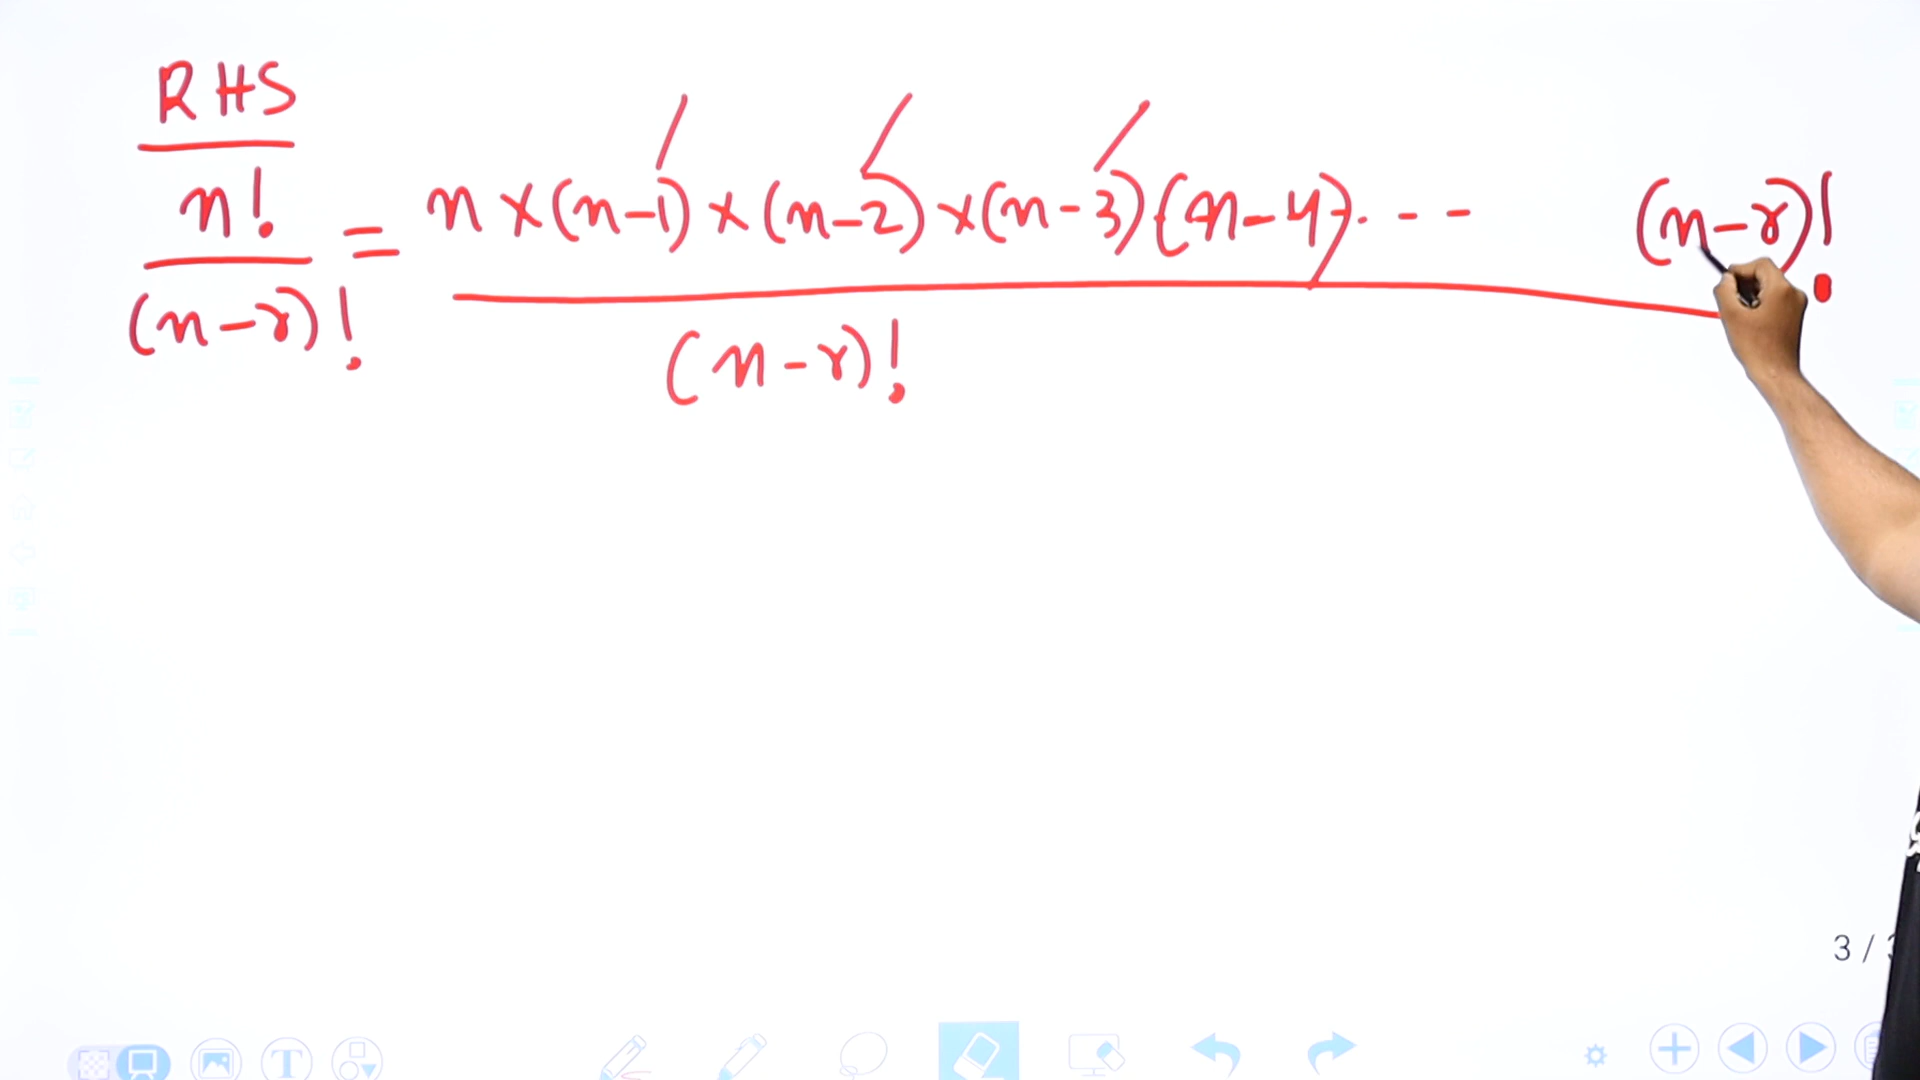 RHS
n! / (n-r)! = n × (n-1) × (n-2) × (n-3) (n-4) . - - (n-r)! / (n-r)!
3 /
T